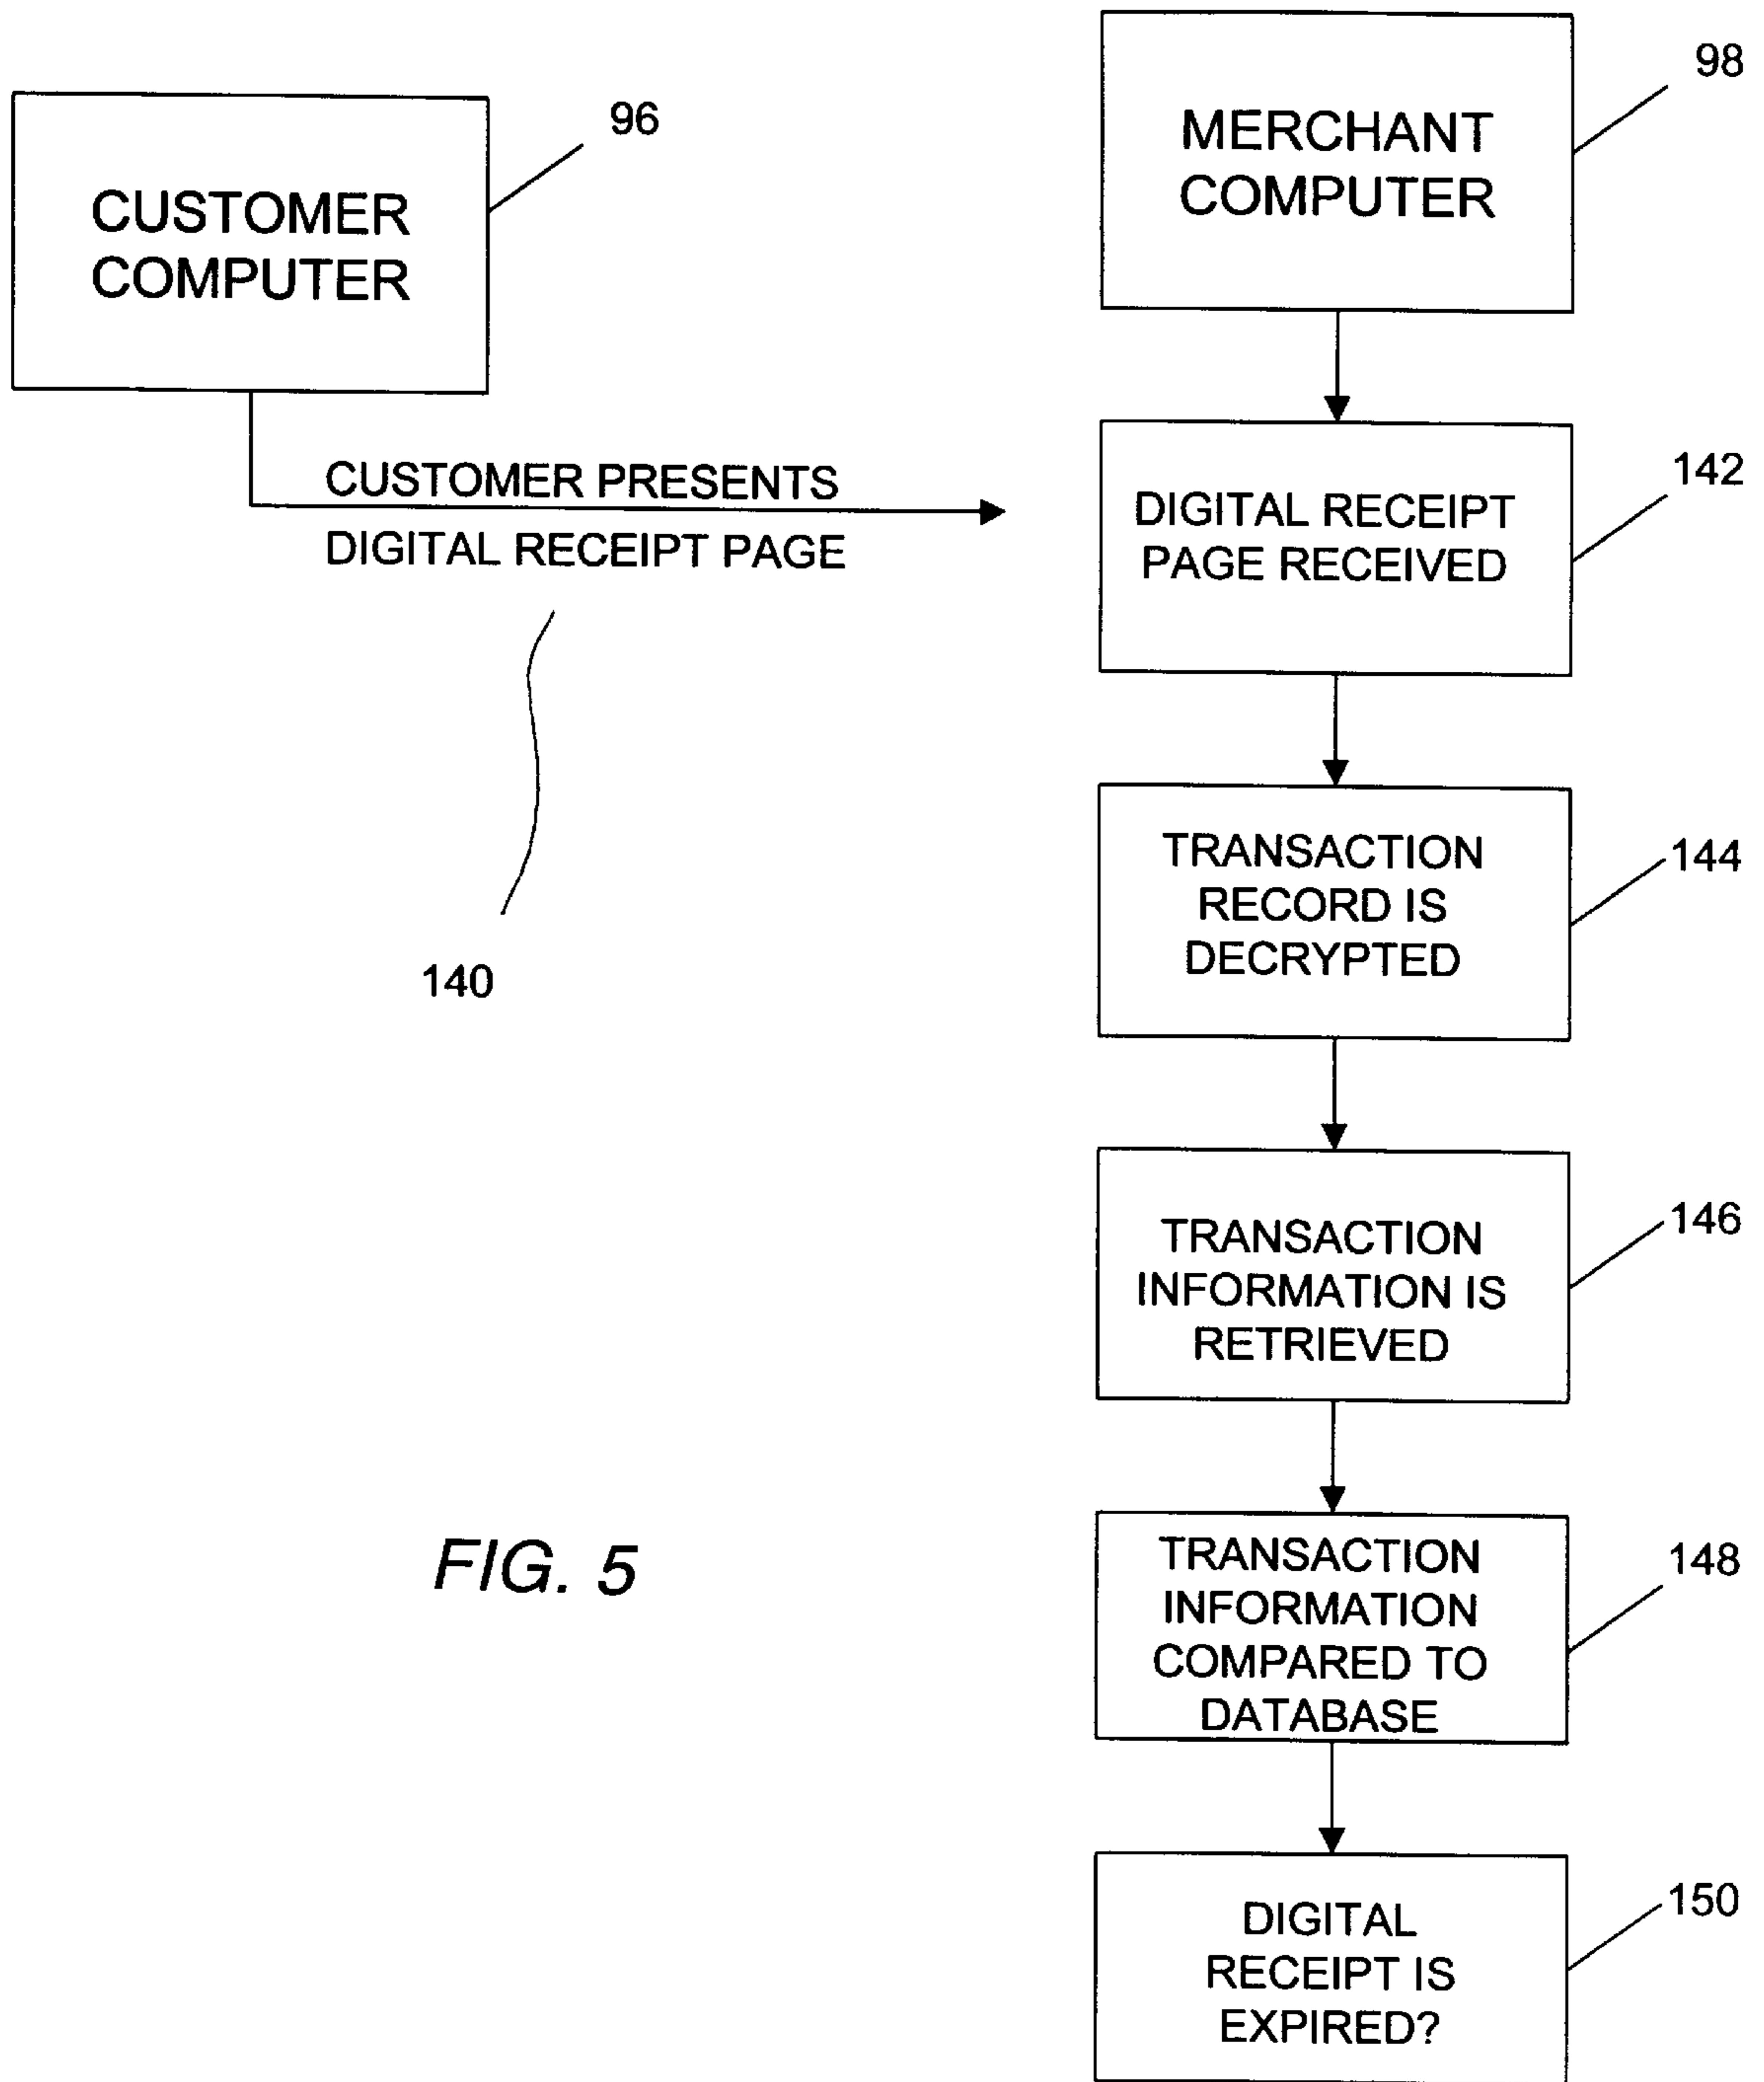 98
MERCHANT
COMPUTER
96
CUSTOMER
COMPUTER
CUSTOMER PRESENTS
DIGITAL RECEIPT PAGE
140
142
DIGITAL RECEIPT
PAGE RECEIVED
144
TRANSACTION
RECORD IS
DECRYPTED
146
TRANSACTION
INFORMATION IS
RETRIEVED
148
TRANSACTION
INFORMATION
COMPARED TO
DATABASE
FIG. 5
150
DIGITAL
RECEIPT IS
EXPIRED?